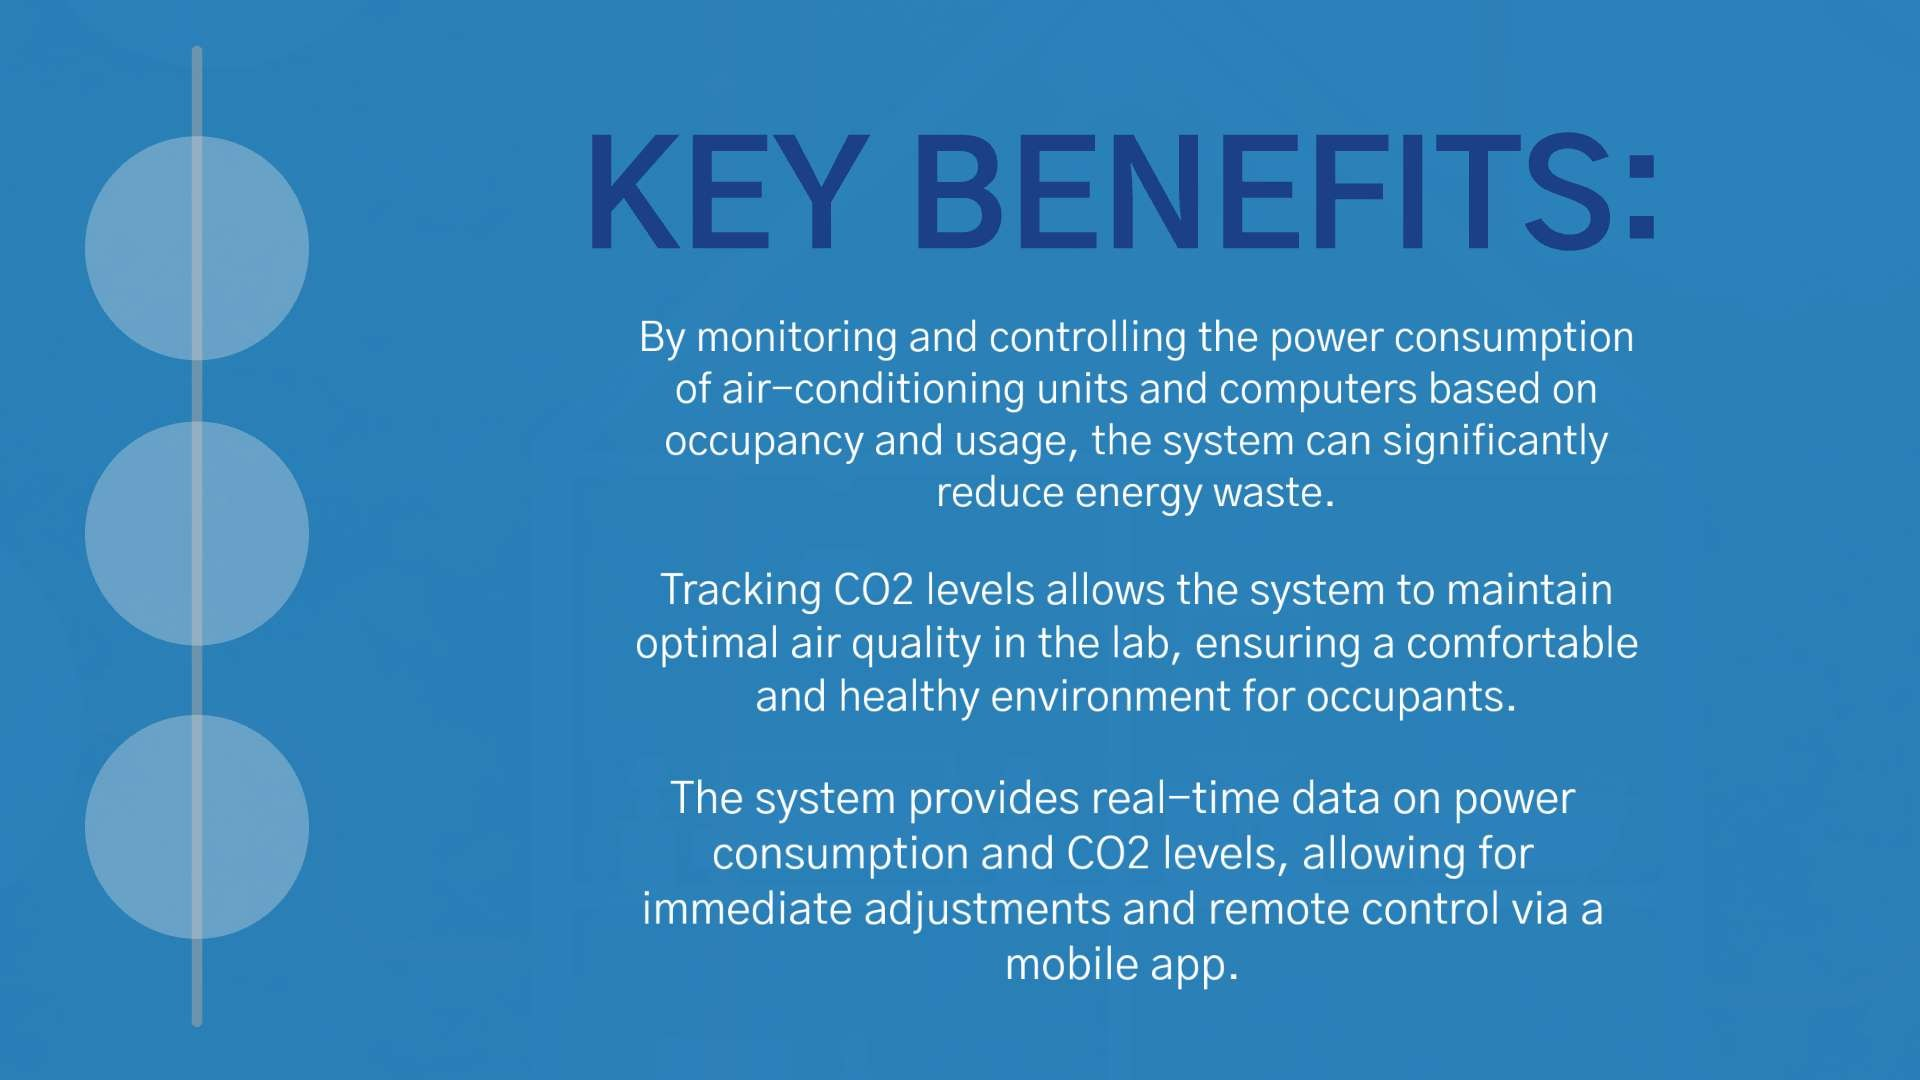 KEY BENEFITS:
By monitoring and controlling the power consumption
of air-conditioning units and computers based on
occupancy and usage, the system can significantly
reduce energy waste.
Tracking CO2 levels allows the system to maintain
optimal air quality in the lab, ensuring a comfortable
and healthy environment for occupants.
The system provides real-time data on power
consumption and CO2 levels, allowing for
immediate adjustments and remote control via a
mobile app.